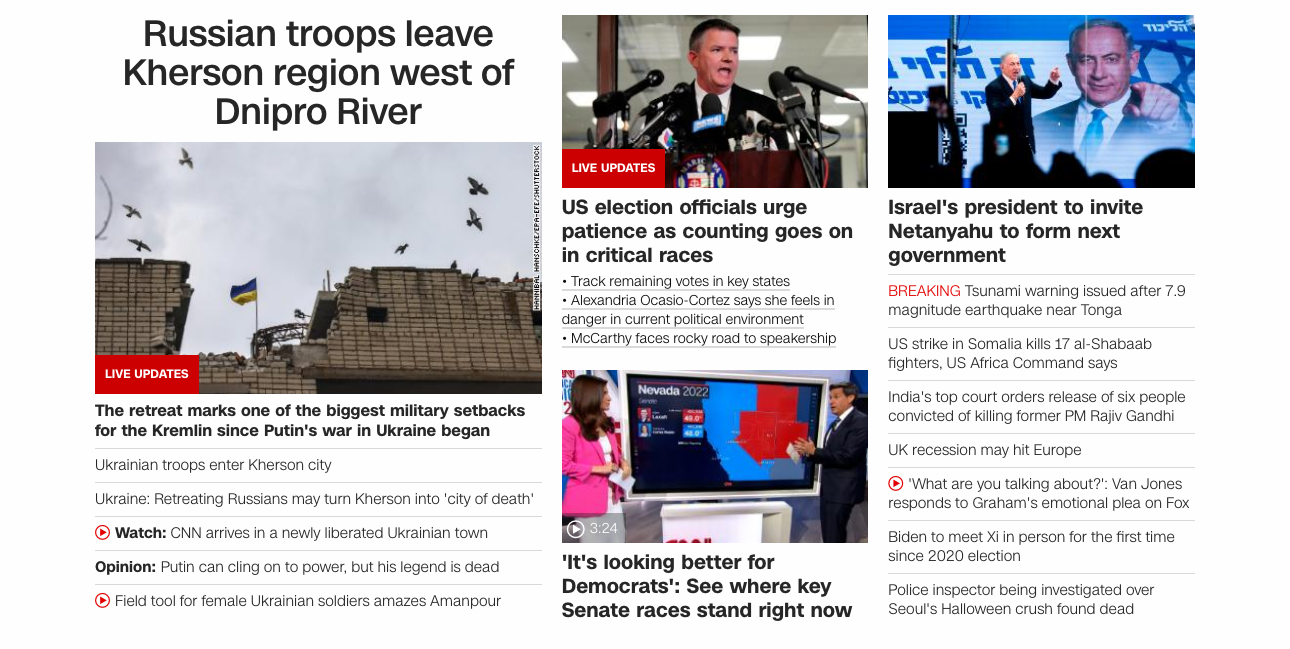 Russian troops leave
Kherson region west of
Dnipro River
HANNIBAL HANSCHKE/EPA-EFE/SHUTTERSTOCK
LIVE UPDATES
The retreat marks one of the biggest military setbacks
for the Kremlin since Putin's war in Ukraine began
Ukrainian troops enter Kherson city
Ukraine: Retreating Russians may turn Kherson into 'city of death'
Watch: CNN arrives in a newly liberated Ukrainian town
Opinion: Putin can cling on to power, but his legend is dead
Field tool for female Ukrainian soldiers amazes Amanpour
LIVE UPDATES
US election officials urge
patience as counting goes on
in critical races
• Track remaining votes in key states
• Alexandria Ocasio-Cortez says she feels in
danger in current political environment
• McCarthy faces rocky road to speakership
Nevada 2022
3:24
'It's looking better for
Democrats': See where key
Senate races stand right now
הליכוד
Israel's president to invite
Netanyahu to form next
government
BREAKING Tsunami warning issued after 7.9
magnitude earthquake near Tonga
US strike in Somalia kills 17 al-Shabaab
fighters, US Africa Command says
India's top court orders release of six people
convicted of killing former PM Rajiv Gandhi
UK recession may hit Europe
'What are you talking about?': Van Jones
responds to Graham's emotional plea on Fox
Biden to meet Xi in person for the first time
since 2020 election
Police inspector being investigated over
Seoul's Halloween crush found dead